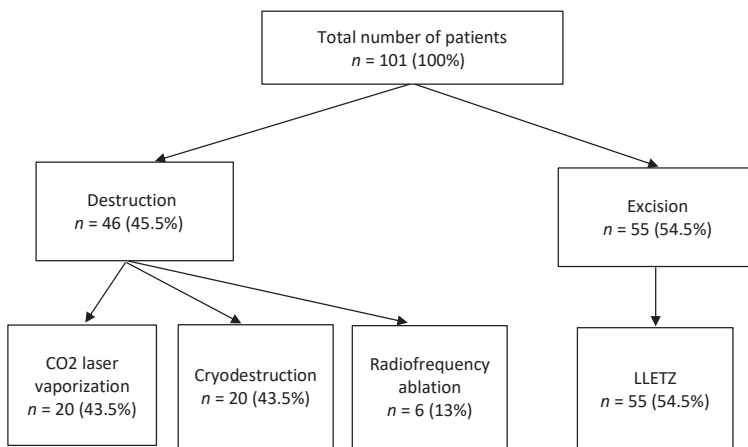 Total number of patients
n = 101 (100%)
Destruction
n = 46 (45.5%)
Excision
n = 55 (54.5%)
CO2 laser
vaporization
n = 20 (43.5%)
Cryodestruction
n = 20 (43.5%)
Radiofrequency
ablation
n = 6 (13%)
LLETZ
n = 55 (54.5%)